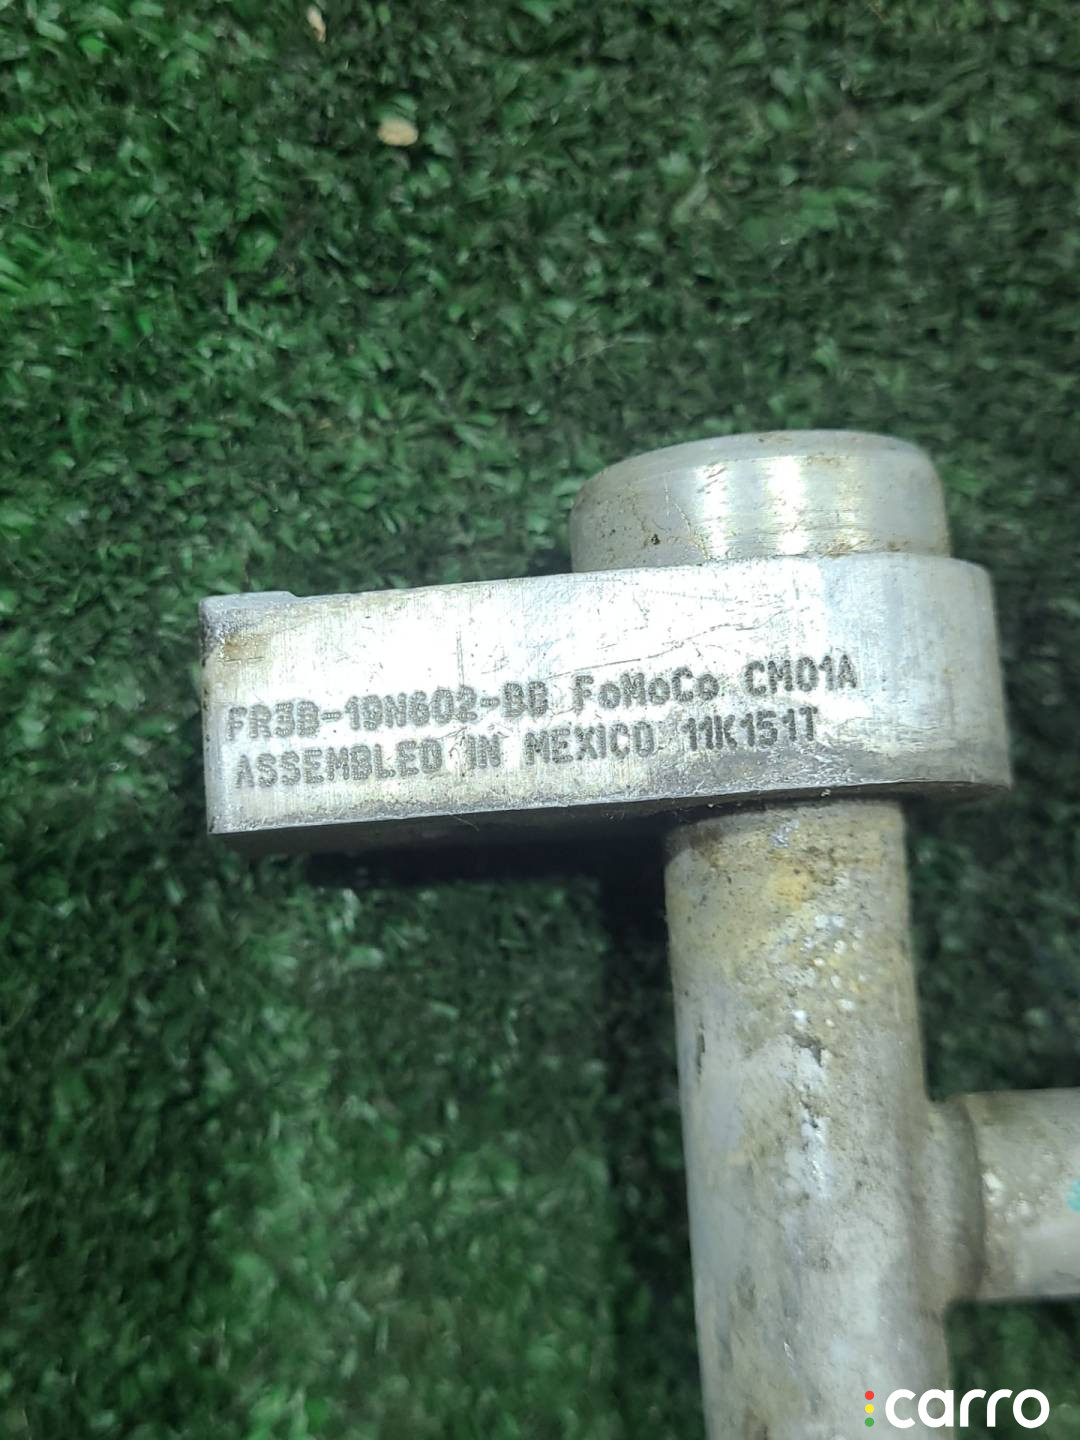 FR3B-19N602-BB FoMoCo CM01A
ASSEMBLED IN MEXICO 11K151T
carro